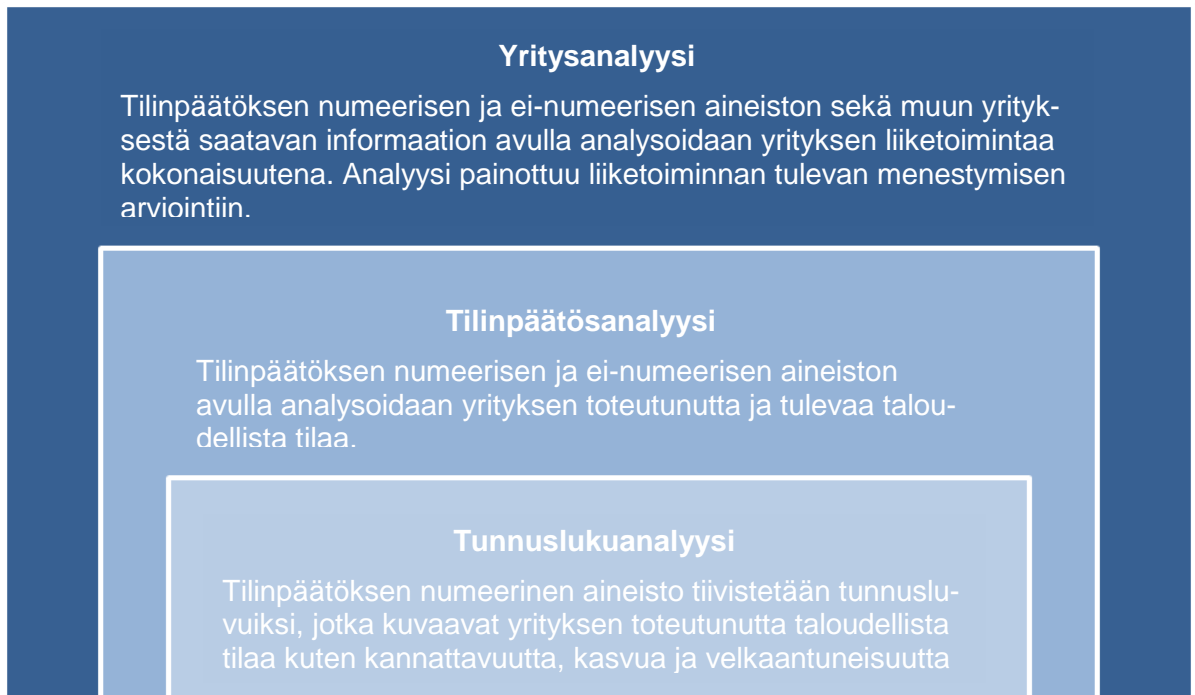 Yritysanalyysi
Tilinpäätöksen numeerisen ja ei-numeerisen aineiston sekä muun yrityk-
sestä saatavan informaation avulla analysoidaan yrityksen liiketoimintaa
kokonaisuutena. Analyysi painottuu liiketoiminnan tulevan menestymisen
arviointiin.
Tilinpäätösanalyysi
Tilinpäätöksen numeerisen ja ei-numeerisen aineiston
avulla analysoidaan yrityksen toteutunutta ja tulevaa talou-
dellista tilaa.
Tunnuslukuanalyysi
Tilinpäätöksen numeerinen aineisto tiivistetään tunnuslu-
vuiksi, jotka kuvaavat yrityksen toteutunutta taloudellista
tilaa kuten kannattavuutta, kasvua ja velkaantuneisuutta